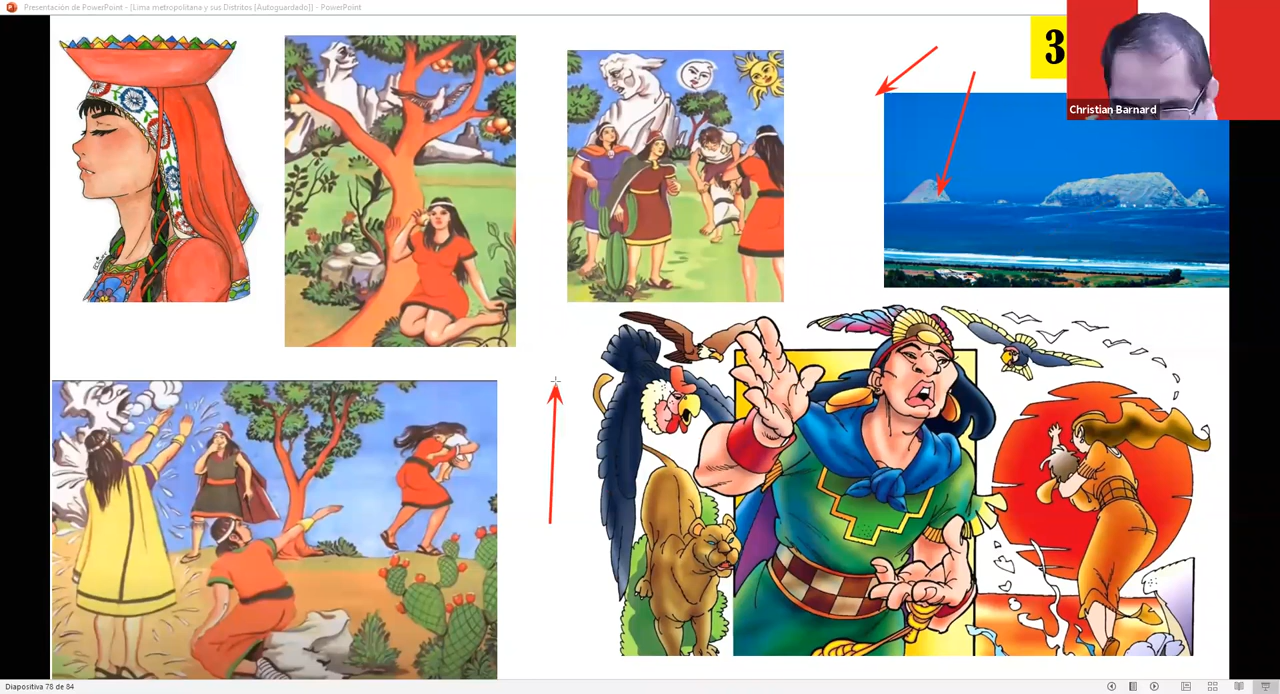 Presentación de PowerPoint - [Lima metropolitana y sus Distritos [Autoguardado]] - PowerPoint
3
Christian Barnard
Diapositiva 78 de 84